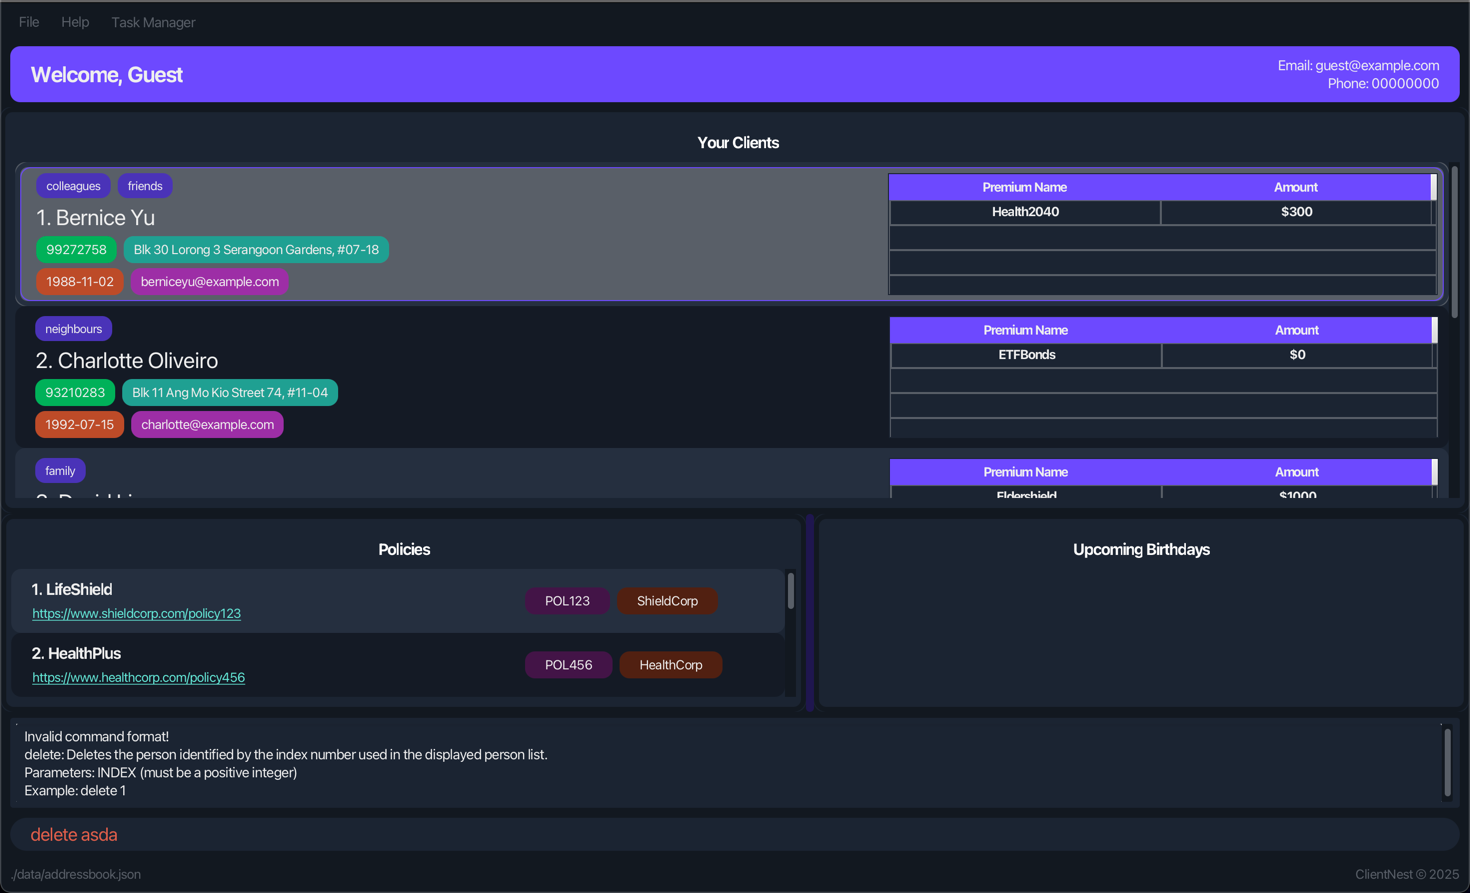 File Help Task Manager
Welcome, Guest
Email: guest@example.com
Phone: 00000000
Your Clients
colleagues friends
1. Bernice Yu
99272758 Blk 30 Lorong 3 Serangoon Gardens, #07-18
1988-11-02 berniceyu@example.com
Premium Name Amount
Health2040 $300
neighbours
2. Charlotte Oliveiro
93210283 Blk 11 Ang Mo Kio Street 74, #11-04
1992-07-15 charlotte@example.com
Premium Name Amount
ETFBonds $0
family
Premium Name Amount
Eldershield $1000
Policies
1. LifeShield
https://www.shieldcorp.com/policy123
POL123 ShieldCorp
2. HealthPlus
https://www.healthcorp.com/policy456
POL456 HealthCorp
Upcoming Birthdays
Invalid command format!
delete: Deletes the person identified by the index number used in the displayed person list.
Parameters: INDEX (must be a positive integer)
Example: delete 1
delete asda
./data/addressbook.json
ClientNest © 2025